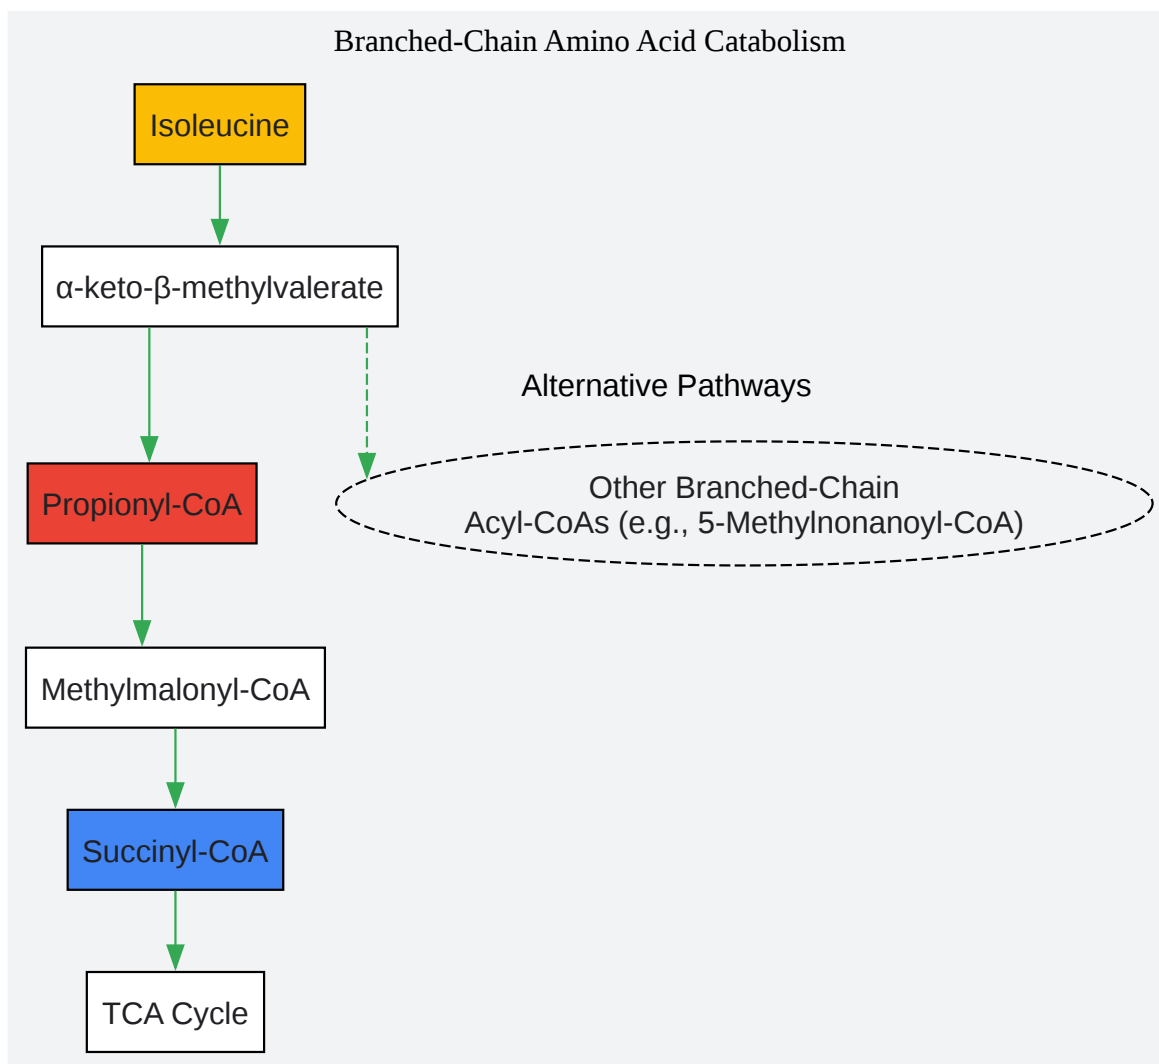 Branched-Chain Amino Acid Catabolism
Isoleucine
α-keto-β-methylvalerate
Alternative Pathways
Other Branched-Chain
Acyl-CoAs (e.g., 5-Methylnonanoyl-CoA)
Propionyl-CoA
Methylmalonyl-CoA
Succinyl-CoA
TCA Cycle